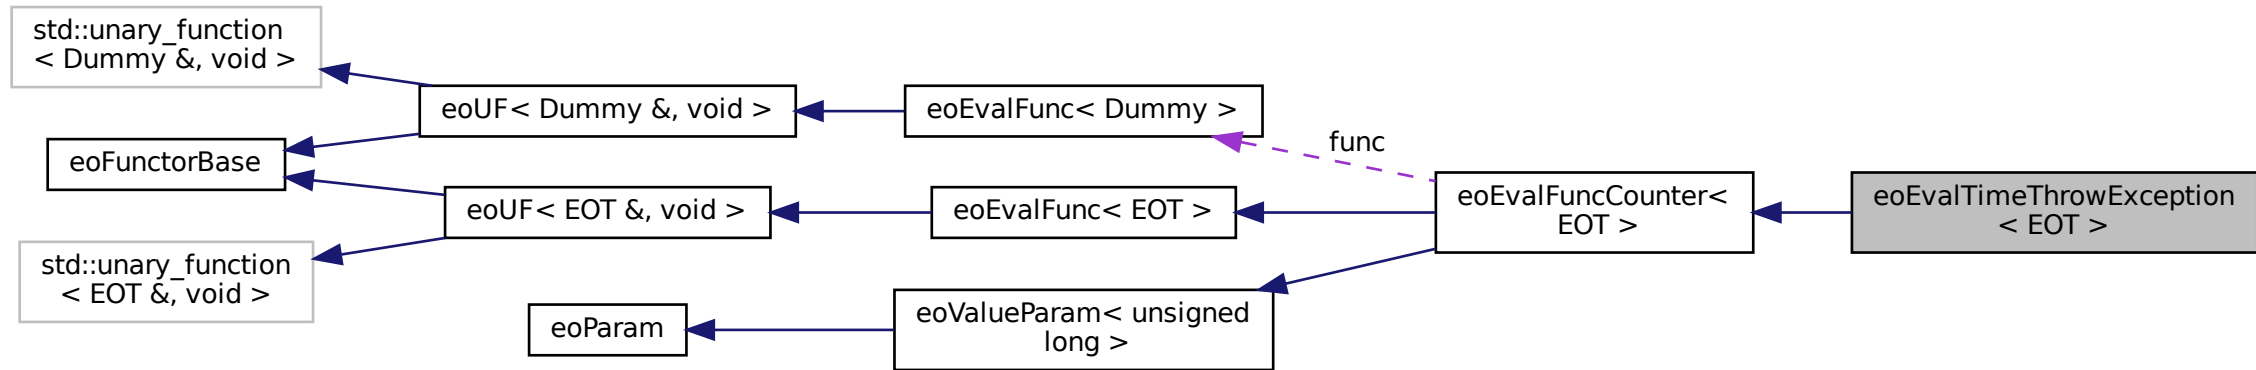 std::unary_function
< Dummy &, void >
eoFunctorBase
std::unary_function
< EOT &, void >
eoUF< Dummy &, void >
eoUF< EOT &, void >
eoParam
eoEvalFunc< Dummy >
eoEvalFunc< EOT >
eoValueParam< unsigned
long >
func
eoEvalFuncCounter<
EOT >
eoEvalTimeThrowException
< EOT >